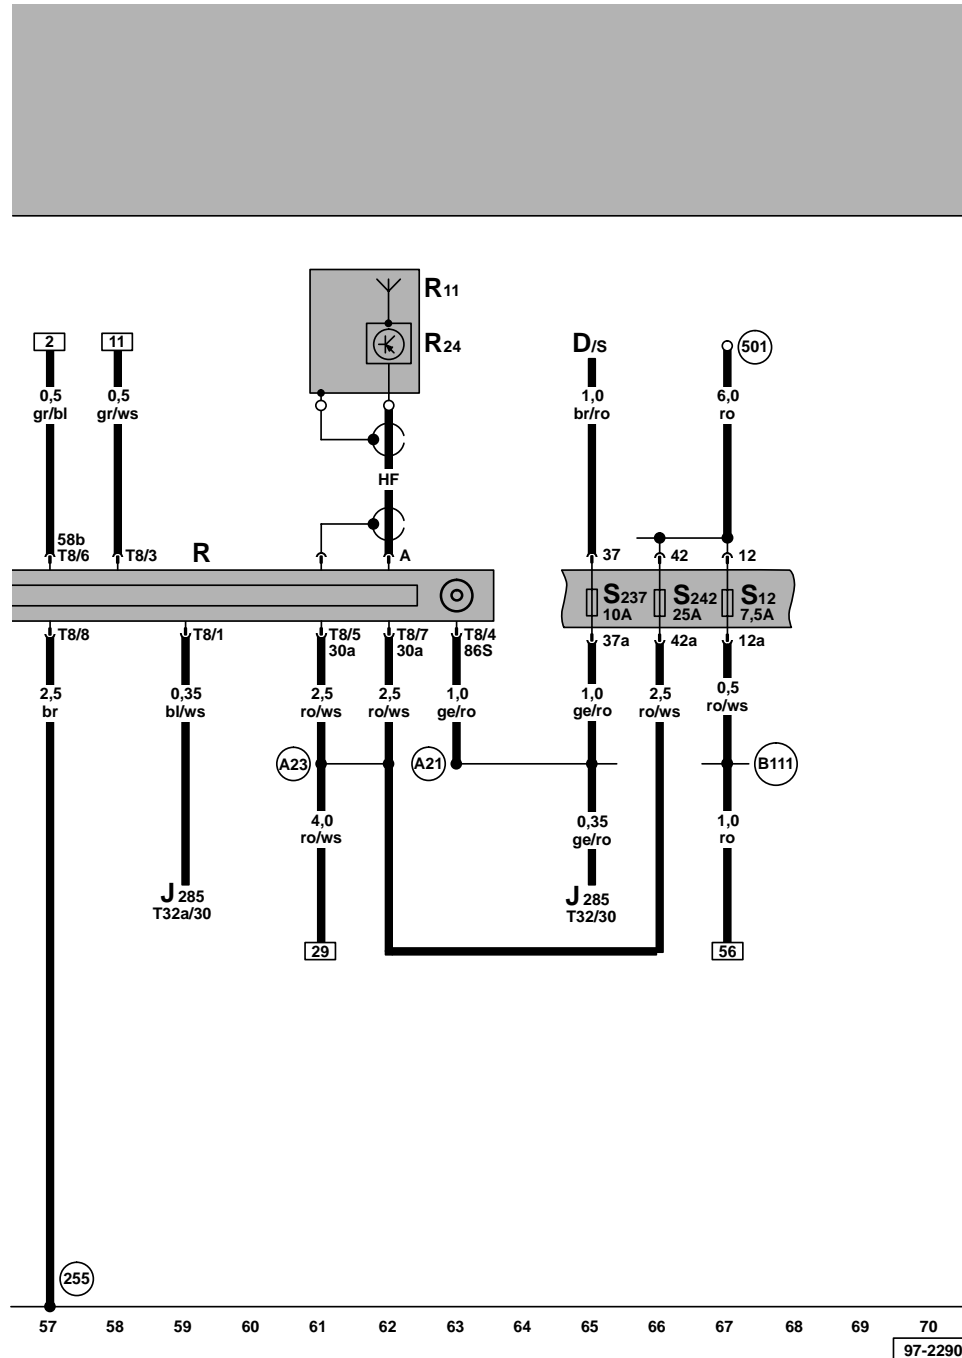 R11
R24
2
11
D/S
501
0,5
gr/bl
0,5
gr/ws
1,0
br/ro
6,0
ro
HF
58b
T8/6
T8/3
R
A
37
42
12
S237
10A
S242
25A
S12
7,5A
T8/8
T8/1
T8/5
30a
T8/7
30a
T8/4
86S
37a
42a
12a
2,5
br
0,35
bl/ws
2,5
ro/ws
2,5
ro/ws
1,0
ge/ro
1,0
ge/ro
2,5
ro/ws
0,5
ro/ws
A23
A21
B111
4,0
ro/ws
0,35
ge/ro
1,0
ro
J285
T32a/30
J285
T32/30
29
56
255
57 58 59 60 61 62 63 64 65 66 67 68 69 70
97-2290